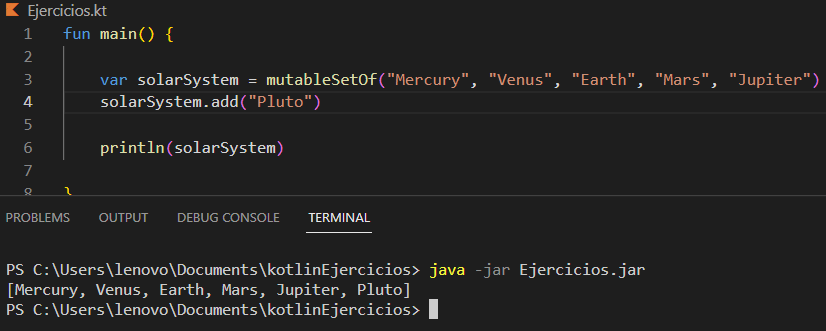 Ejercicios.kt
1 fun main() {
2
3 var solarSystem = mutableSetOf("Mercury", "Venus", "Earth", "Mars", "Jupiter")
4 solarSystem.add("Pluto")
5
6 println(solarSystem)
7
8 }
PROBLEMS OUTPUT DEBUG CONSOLE TERMINAL
PS C:\Users\lenovo\Documents\kotlinEjercicios> java -jar Ejercicios.jar
[Mercury, Venus, Earth, Mars, Jupiter, Pluto]
PS C:\Users\lenovo\Documents\kotlinEjercicios>